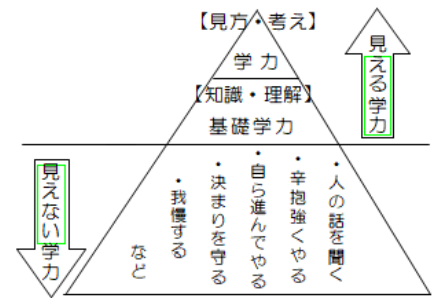 【見方・考え】
学力
【知識・理解】
基礎学力
見える学力
・人の話を聞く
・辛抱強くやる
・自ら進んでやる
・決まりを守る
・我慢する
など
見えない学力